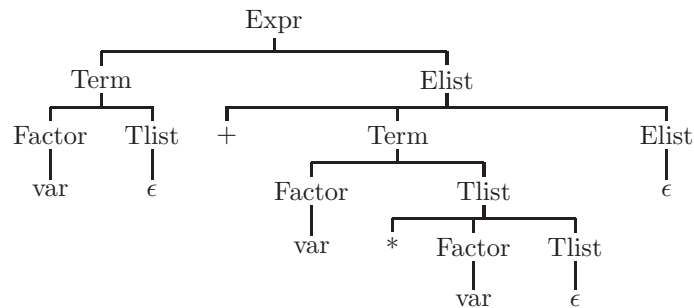 Expr
Term Elist
Factor Tlist + Term Elist
var ϵ Factor Tlist ϵ
var * Factor Tlist
var ϵ